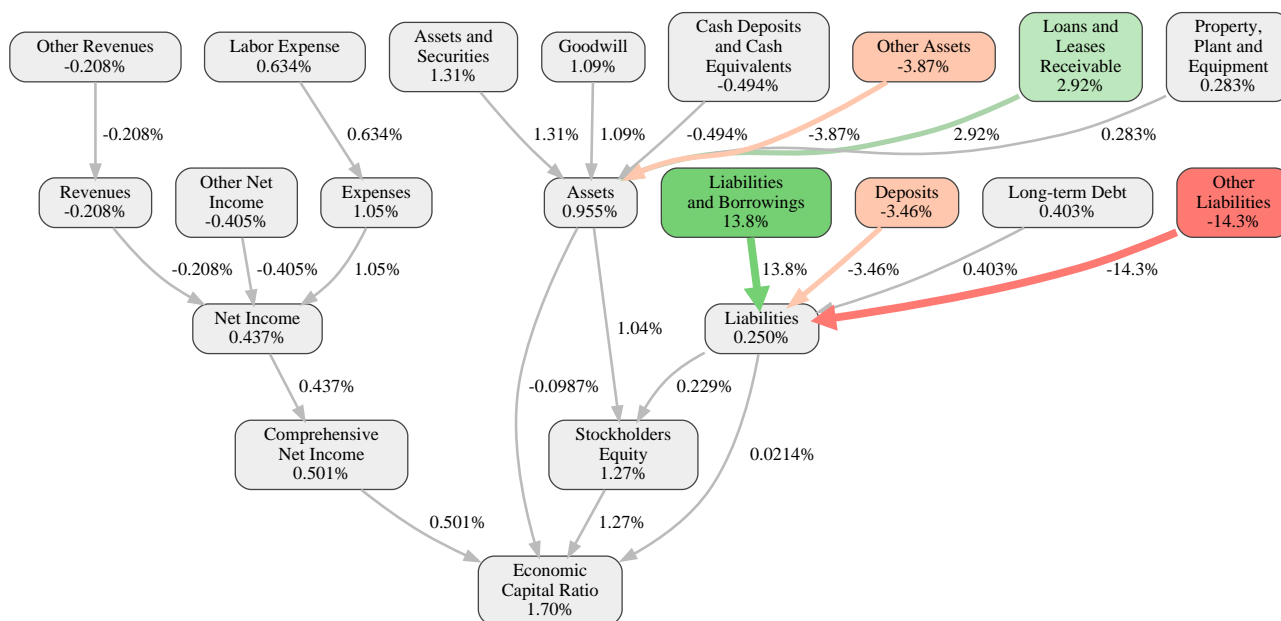 Other Revenues
-0.208%
Labor Expense
0.634%
Assets and
Securities
1.31%
Goodwill
1.09%
Cash Deposits
and Cash
Equivalents
-0.494%
Other Assets
-3.87%
Loans and
Leases
Receivable
2.92%
Property,
Plant and
Equipment
0.283%
-0.208%
0.634%
1.31%
1.09%
-0.494%
-3.87%
2.92%
0.283%
Revenues
-0.208%
Other Net
Income
-0.405%
Expenses
1.05%
Assets
0.955%
Liabilities
and Borrowings
13.8%
Deposits
-3.46%
Long-term Debt
0.403%
Other
Liabilities
-14.3%
-0.208%
-0.405%
1.05%
13.8%
-3.46%
0.403%
-14.3%
Net Income
0.437%
1.04%
Liabilities
0.250%
0.437%
-0.0987%
0.229%
Comprehensive
Net Income
0.501%
Stockholders
Equity
1.27%
0.0214%
0.501%
1.27%
Economic
Capital Ratio
1.70%